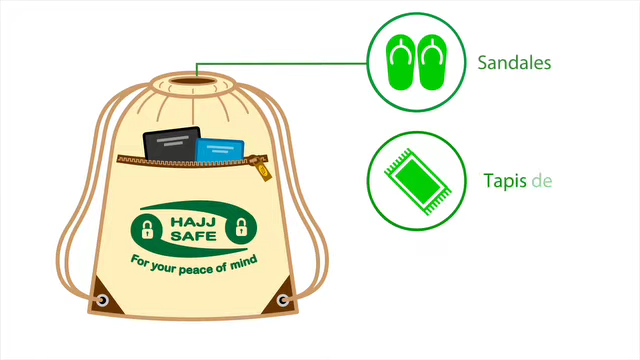 Sandales
Tapis de
HAJJ
SAFE
For your peace of mind